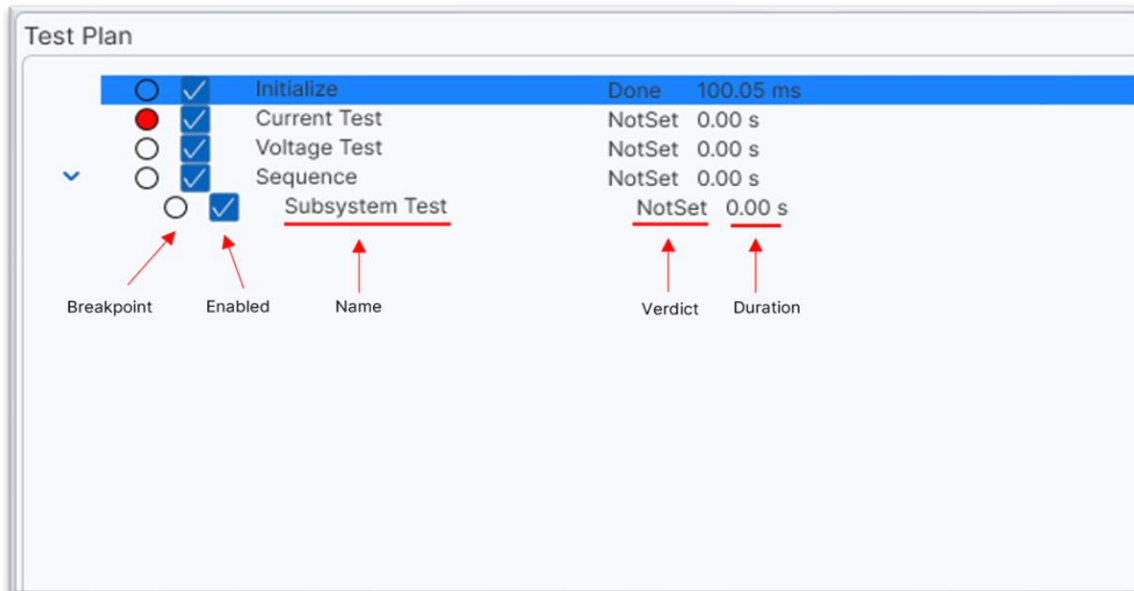 Test Plan
Initialize Done 100.05 ms
Current Test NotSet 0.00 s
Voltage Test NotSet 0.00 s
Sequence NotSet 0.00 s
Subsystem Test NotSet 0.00 s
Breakpoint Enabled Name Verdict Duration